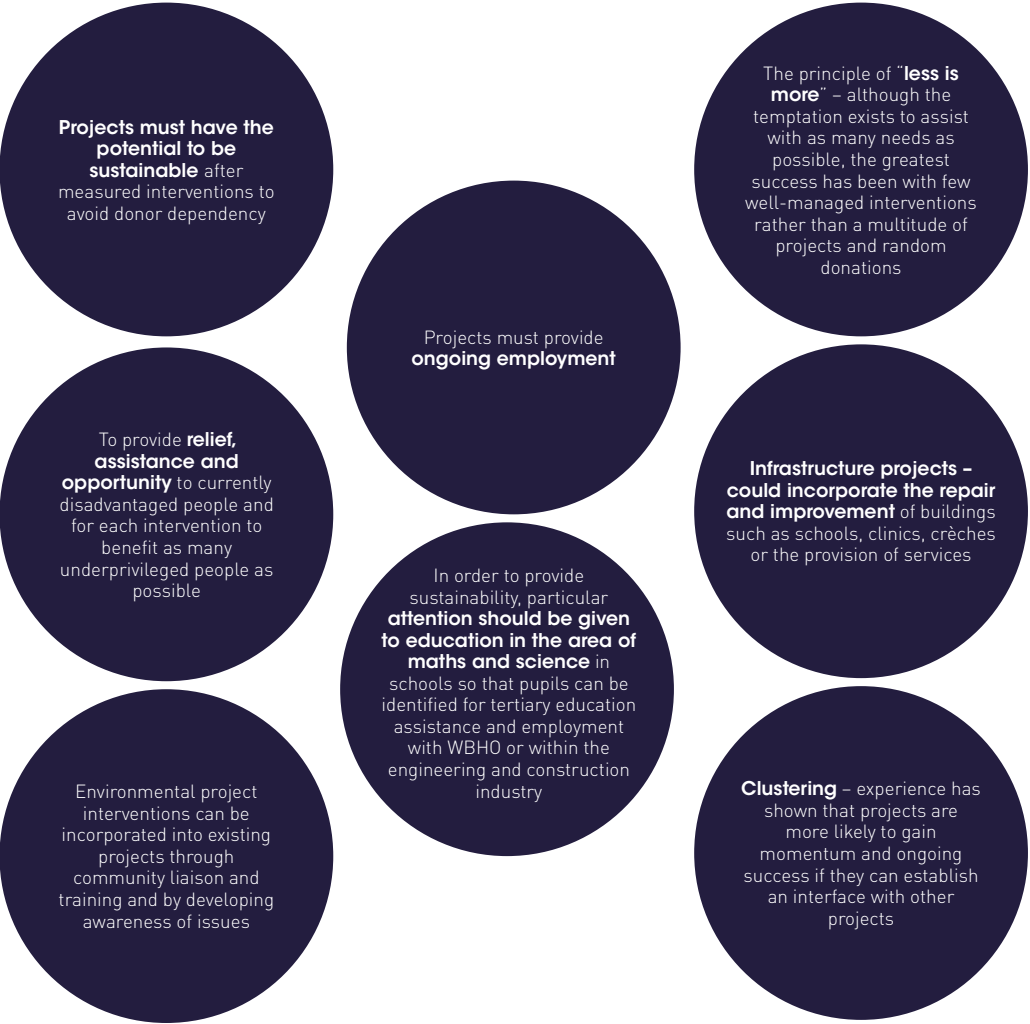 Projects must have the
potential to be
sustainable after
measured interventions to
avoid donor dependency
To provide relief,
assistance and
opportunity to currently
disadvantaged people and
for each intervention to
benefit as many
underprivileged people as
possible
Environmental project
interventions can be
incorporated into existing
projects through
community liaison and
training and by developing
awareness of issues
Projects must provide
ongoing employment
In order to provide
sustainability, particular
attention should be given
to education in the area of
maths and science in
schools so that pupils can be
identified for tertiary education
assistance and employment
with WBHO or within the
engineering and construction
industry
The principle of "less is
more" – although the
temptation exists to assist
with as many needs as
possible, the greatest
success has been with few
well-managed interventions
rather than a multitude of
projects and random
donations
Infrastructure projects –
could incorporate the repair
and improvement of buildings
such as schools, clinics, crèches
or the provision of services
Clustering – experience has
shown that projects are
more likely to gain
momentum and ongoing
success if they can establish
an interface with other
projects